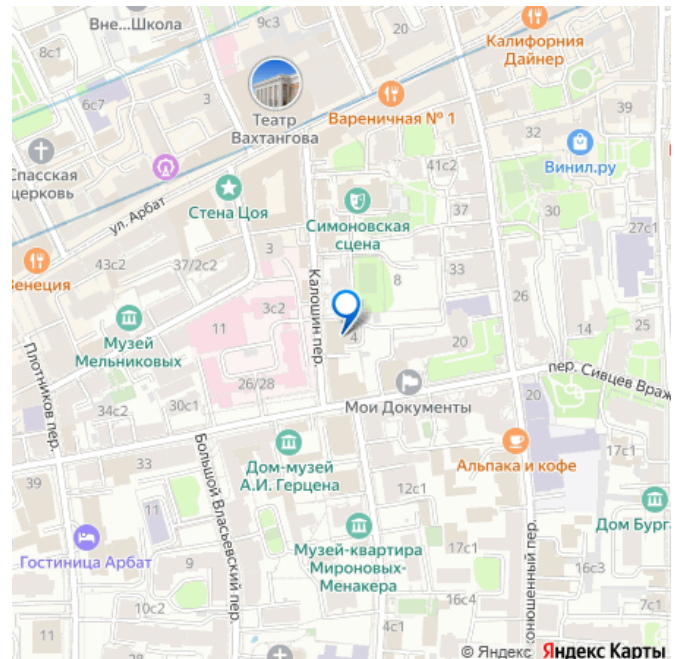 9с3
20
Вне...Школа
8с1
Калифорния
Дайнер
6с7
3
Театр
Вахтангова
Вареничная № 1
39
32
Винил.ру
Спасская
церковь
41с2
ул. Арбат
Стена Цоя
37
30
Симоновская
сцена
27с1
3
Венеция
43с2
37/2с2
Калошин пер.
8
33
26
3с2
Музей
Мельниковых
11
4
20
14
25
Плотников пер.
26/28
пер. Сивцев Враж
34с2
30с1
Мои Документы
20
Большой Власьевский пер.
33
Дом-музей
А.И. Герцена
Альпака и кофе
17с1
39
12с1
11
Дом Бург
Гостиница Арбат
9
Музей-квартира
Мироновых-
Менакера
17с1
конюшенный пер.
16с3
10с2
16с4
7с1
11
4с1
© Яндекс Яндекс Карты